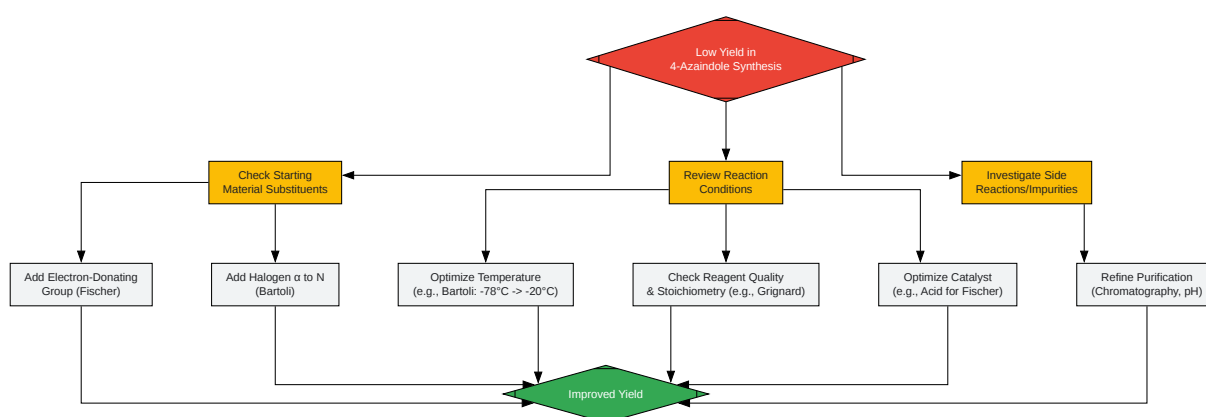 Low Yield in
4-Azaindole Synthesis
Check Starting
Material Substituents
Review Reaction
Conditions
Investigate Side
Reactions/Impurities
Add Electron-Donating
Group (Fischer)
Add Halogen α to N
(Bartoli)
Optimize Temperature
(e.g., Bartoli: -78°C -> -20°C)
Check Reagent Quality
& Stoichiometry (e.g., Grignard)
Optimize Catalyst
(e.g., Acid for Fischer)
Refine Purification
(Chromatography, pH)
Improved Yield